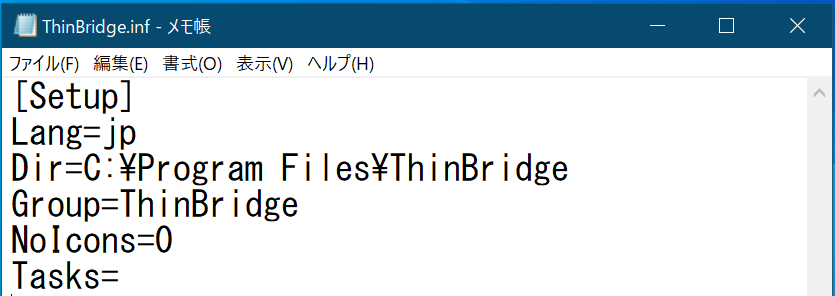 ThinBridge.inf - メモ帳
ファイル(F) 編集(E) 書式(O) 表示(V) ヘルプ(H)
[Setup]
Lang=jp
Dir=C:¥Program Files¥ThinBridge
Group=ThinBridge
NoIcons=0
Tasks=